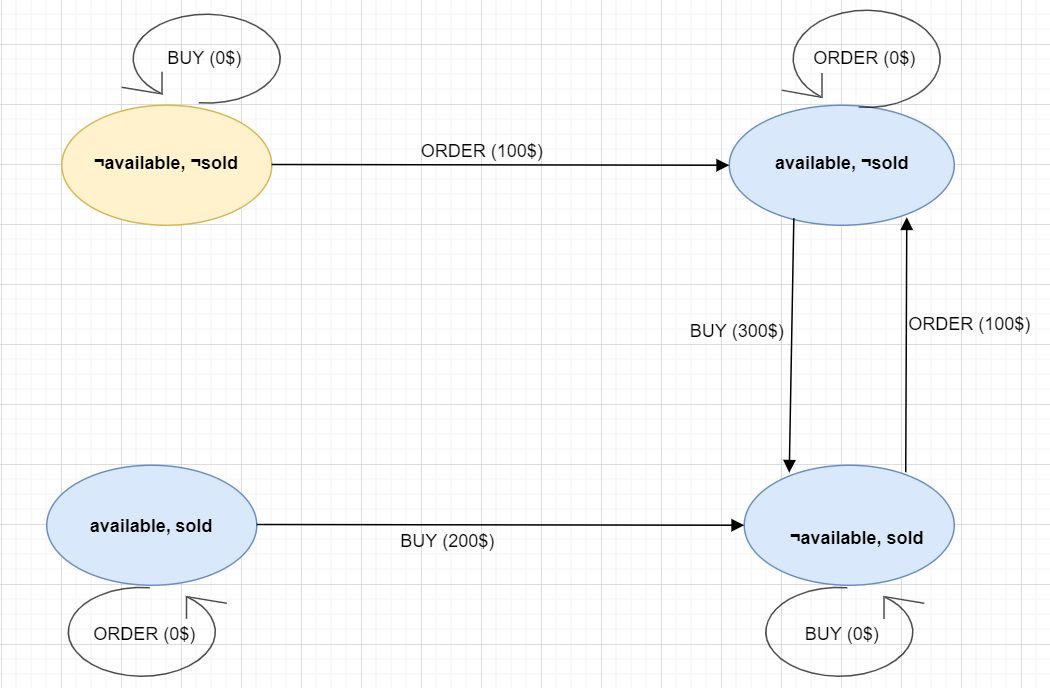 BUY (0$)
ORDER (0$)
¬available, ¬sold
ORDER (100$)
available, ¬sold
BUY (300$)
ORDER (100$)
available, sold
BUY (200$)
¬available, sold
ORDER (0$)
BUY (0$)